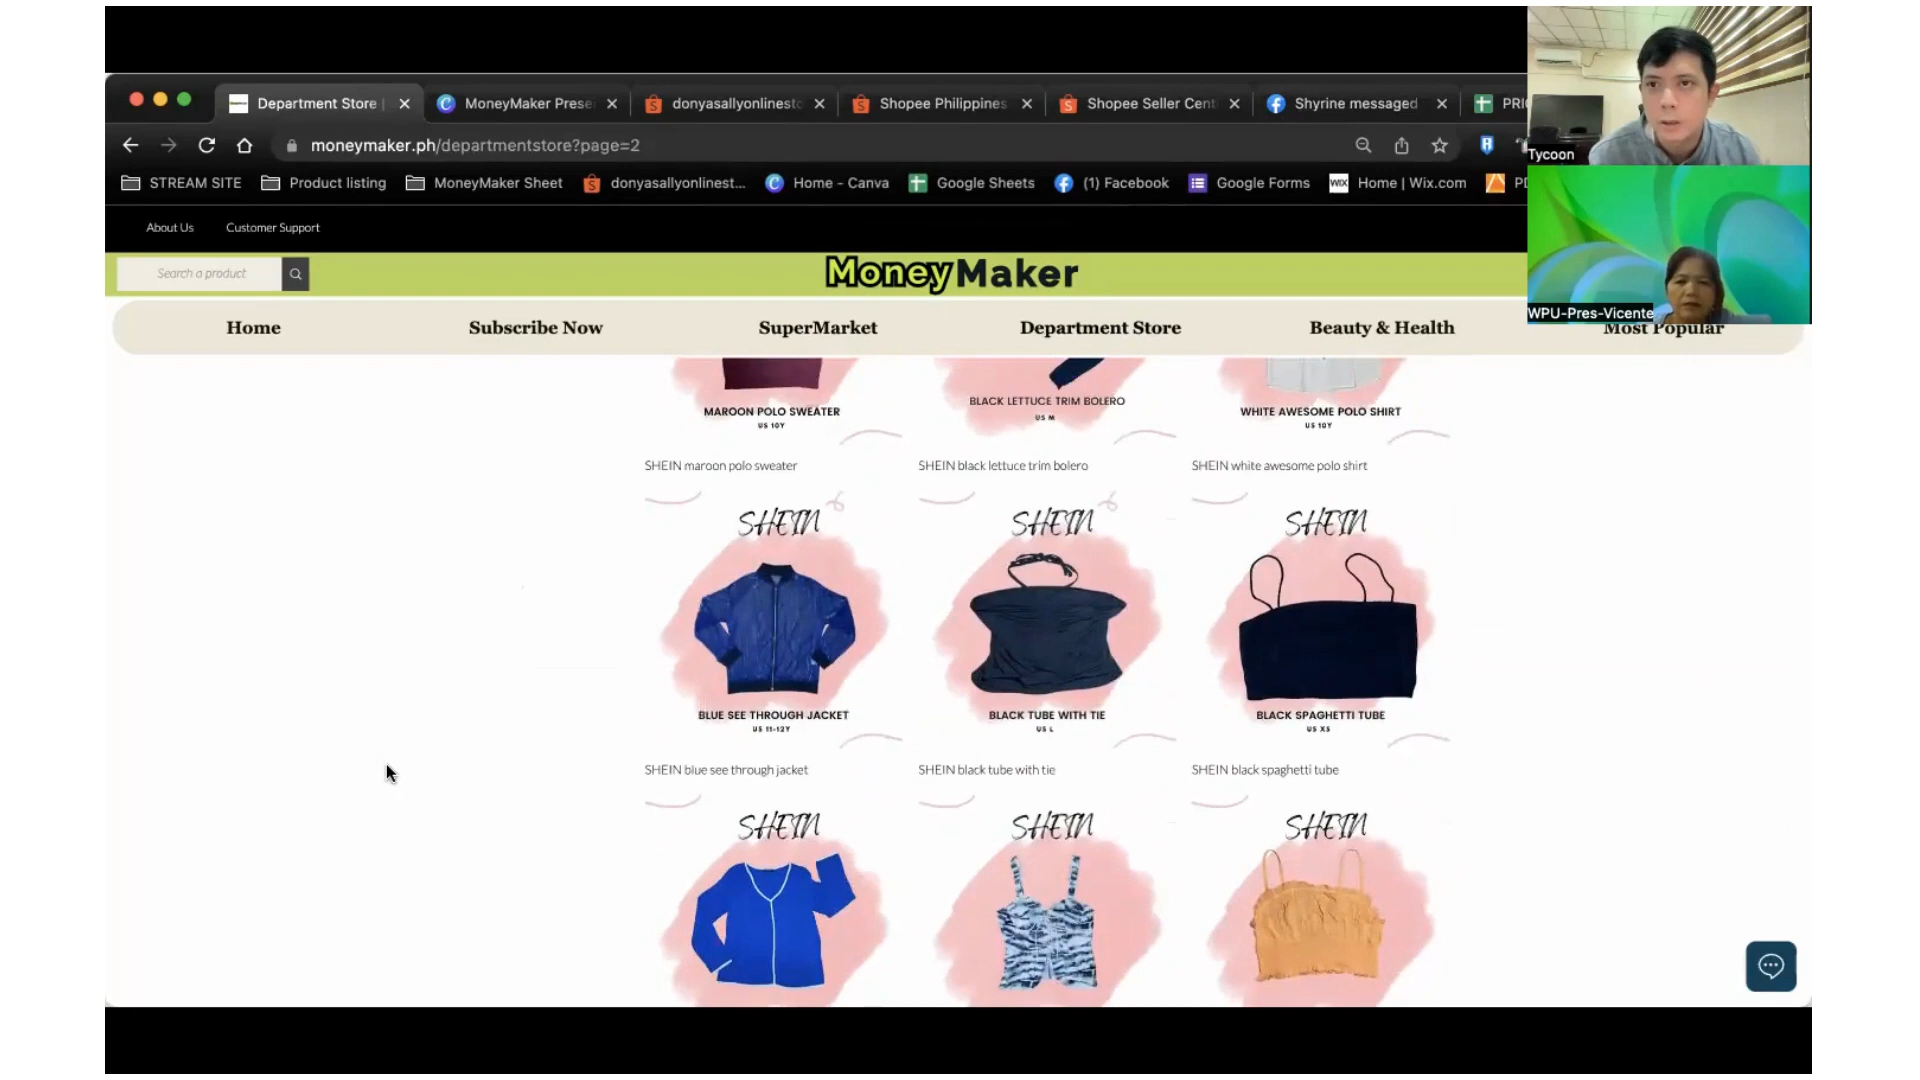 Department Store |
MoneyMaker Prese
donyasallyonlinesto
Shopee Philippines
Shopee Seller Cent
Shyrine messaged
PRI
moneymaker.ph/departmentstore?page=2
STREAM SITE
Product listing
MoneyMaker Sheet
donyasallyonlinest...
Home - Canva
Google Sheets
(1) Facebook
Google Forms
WIX
Home | Wix.com
Tycoon
WPU-Pres-Vicente
About Us
Customer Support
Search a product
MoneyMaker
Home
Subscribe Now
SuperMarket
Department Store
Beauty & Health
Most Popular
MAROON POLO SWEATER
US 10Y
BLACK LETTUCE TRIM BOLERO
US M
WHITE AWESOME POLO SHIRT
US 10Y
SHEIN maroon polo sweater
SHEIN black lettuce trim bolero
SHEIN white awesome polo shirt
SHEIN
SHEIN
SHEIN
BLUE SEE THROUGH JACKET
US 11-12Y
BLACK TUBE WITH TIE
US L
BLACK SPAGHETTI TUBE
US XS
SHEIN blue see through jacket
SHEIN black tube with tie
SHEIN black spaghetti tube
SHEIN
SHEIN
SHEIN